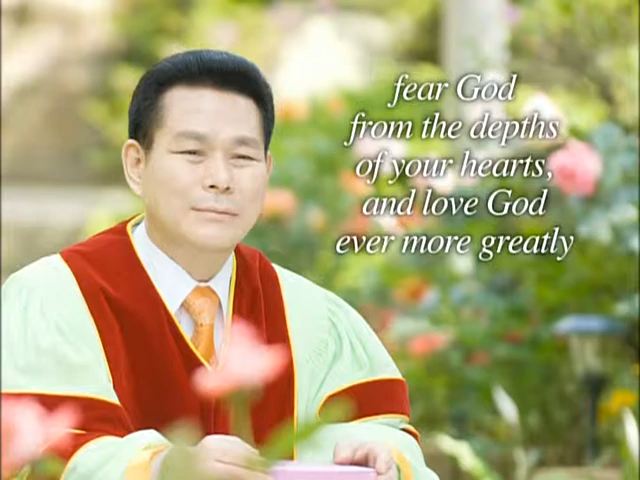 fear God
from the depths
of your hearts,
and love God
ever more greatly